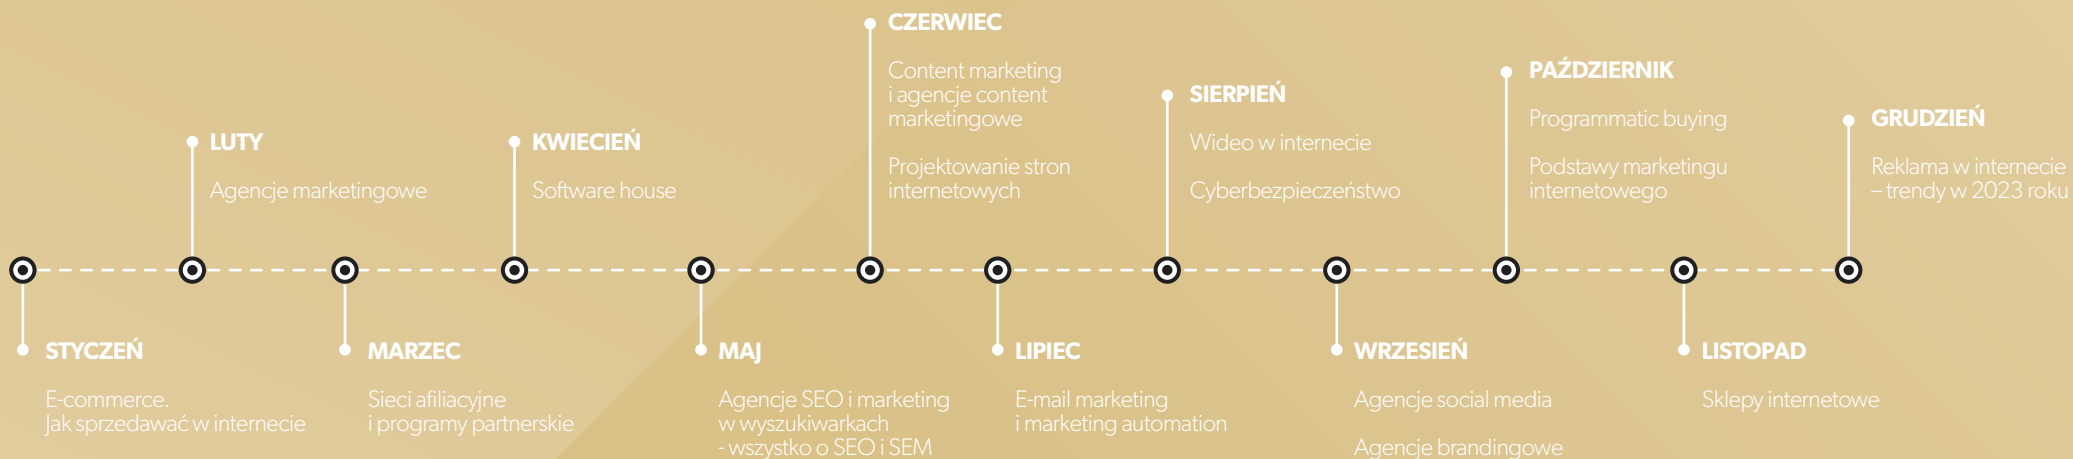 STYCZEŃ
E-commerce.
Jak sprzedawać w internecie
LUTY
Agencje marketingowe
MARZEC
Sieci afiliacyjne
i programy partnerskie
KWIECIEŃ
Software house
MAJ
Agencje SEO i marketing
w wyszukiwarkach
- wszystko o SEO i SEM
CZERWIEC
Content marketing
i agencje content
marketingowe
Projektowanie stron
internetowych
LIPIEC
E-mail marketing
i marketing automation
SIERPIEŃ
Wideo w internecie
Cyberbezpieczeństwo
WRZESIEŃ
Agencje social media
Agencje brandingowe
PAŹDZIERNIK
Programmatic buying
Podstawy marketingu
internetowego
LISTOPAD
Sklepy internetowe
GRUDZIEŃ
Reklama w internecie
– trendy w 2023 roku